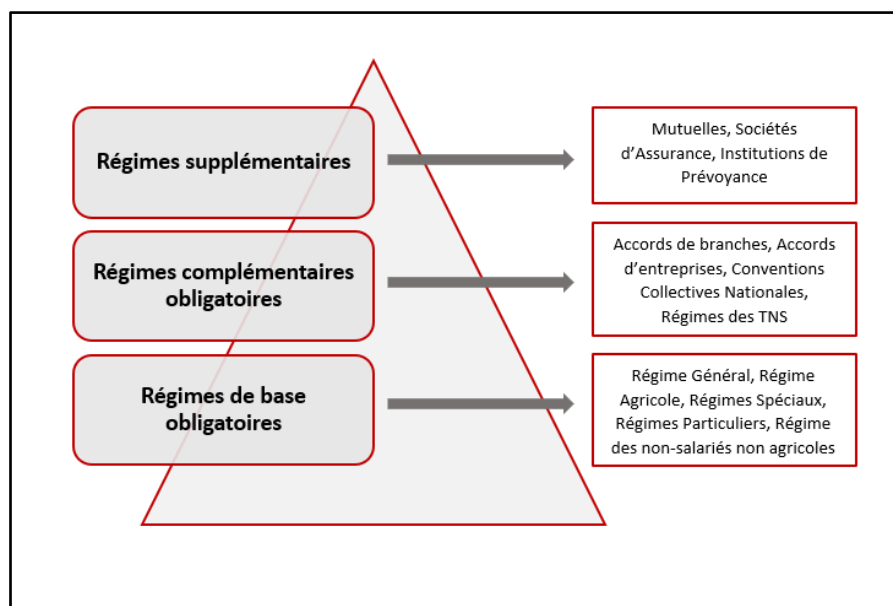 Régimes supplémentaires
Mutuelles, Sociétés
d’Assurance, Institutions de
Prévoyance
Régimes complémentaires
obligatoires
Accords de branches, Accords
d’entreprises, Conventions
Collectives Nationales,
Régimes des TNS
Régimes de base
obligatoires
Régime Général, Régime
Agricole, Régimes Spéciaux,
Régimes Particuliers, Régime
des non-salariés non agricoles